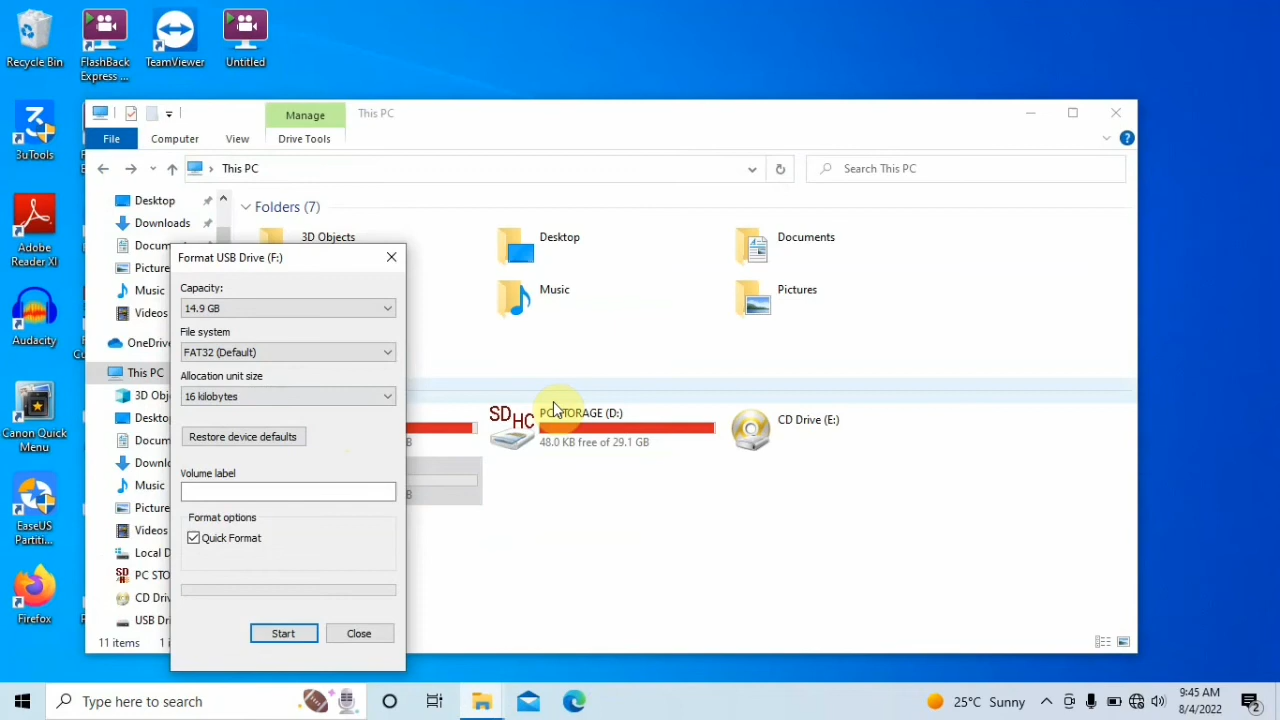 Recycle Bin
FlashBack
Express ...
TeamViewer
Untitled
3uTools
Adobe
Reader XI
Audacity
Canon Quick
Menu
EaseUS
Partiti...
Firefox
Manage
This PC
File
Computer
View
Drive Tools
This PC
Search This PC
Desktop
Downloads
Docum
Picture
Music
Videos
OneDrive
This PC
3D Obj
Desktop
Docum
Downl
Music
Picture
Videos
Local D
PC STO
CD Driv
USB Dr
11 items
Folders (7)
3D Objects
Desktop
Documents
Music
Pictures
SDHC
PC STORAGE (D:)
48.0 KB free of 29.1 GB
CD Drive (E:)
Format USB Drive (F:)
Capacity:
14.9 GB
File system
FAT32 (Default)
Allocation unit size
16 kilobytes
Restore device defaults
Volume label
Format options
Quick Format
Start
Close
Type here to search
25°C Sunny
9:45 AM
8/4/2022
2